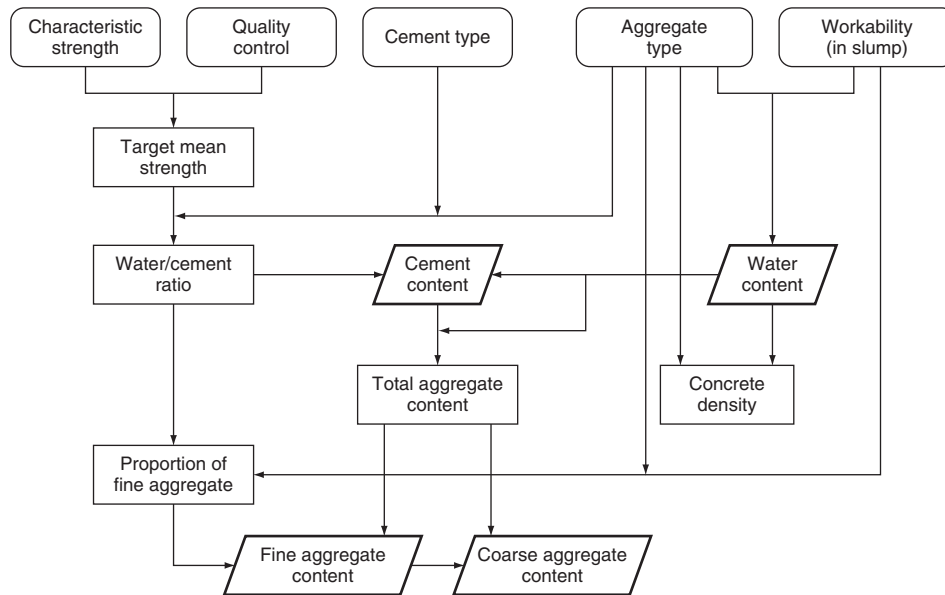 Characteristic
strength
Quality
control
Cement type
Aggregate
type
Workability
(in slump)
Target mean
strength
Water/cement
ratio
Cement
content
Water
content
Total aggregate
content
Concrete
density
Proportion of
fine aggregate
Fine aggregate
content
Coarse aggregate
content